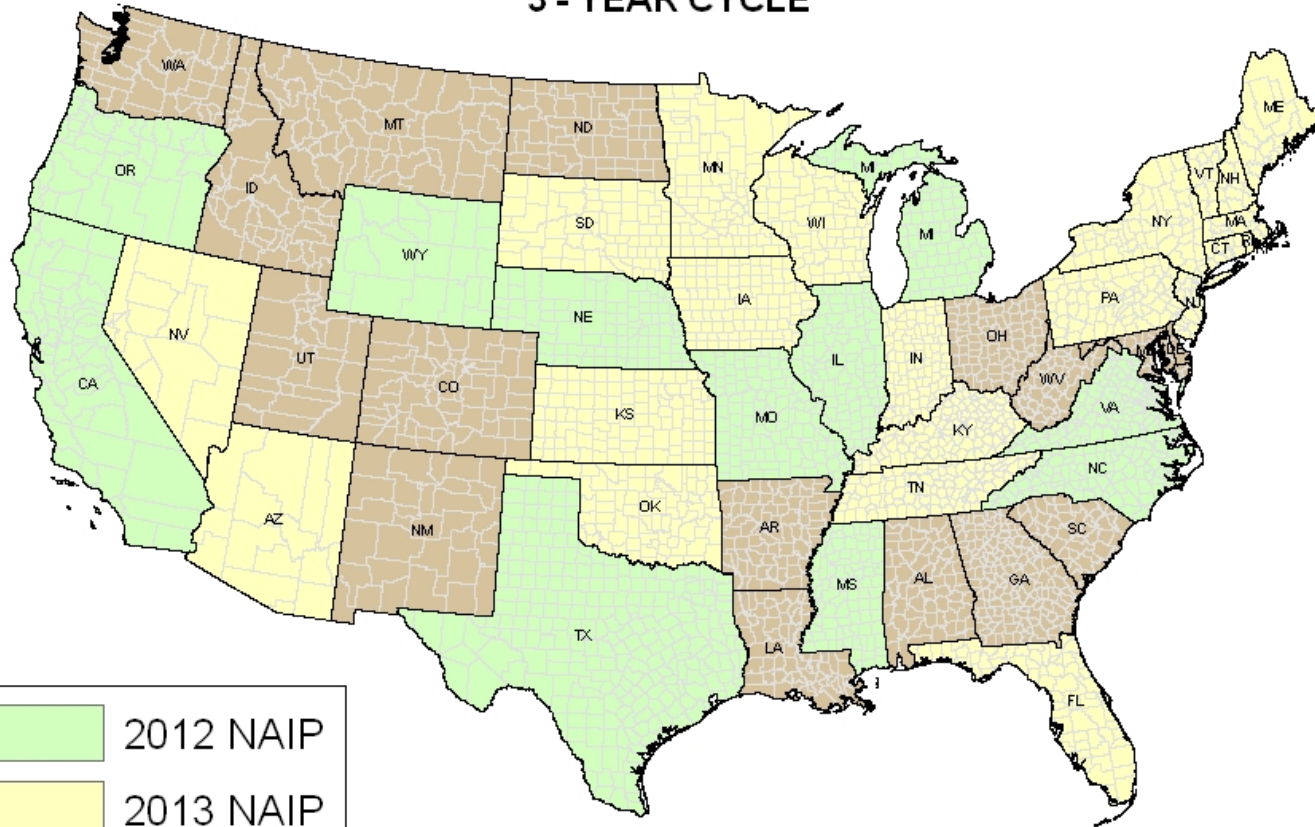 3 - YEAR CYCLE
WA
MT
ND
MN
ME
OR
ID
SD
WI
MI
VT
NH
NY
MA
WY
MI
CT
IA
PA
NE
NJ
NV
UT
CO
IL
IN
OH
WV
CA
KS
MO
KY
VA
AZ
NM
OK
AR
TN
NC
SC
MS
AL
GA
TX
LA
FL
2012 NAIP
2013 NAIP